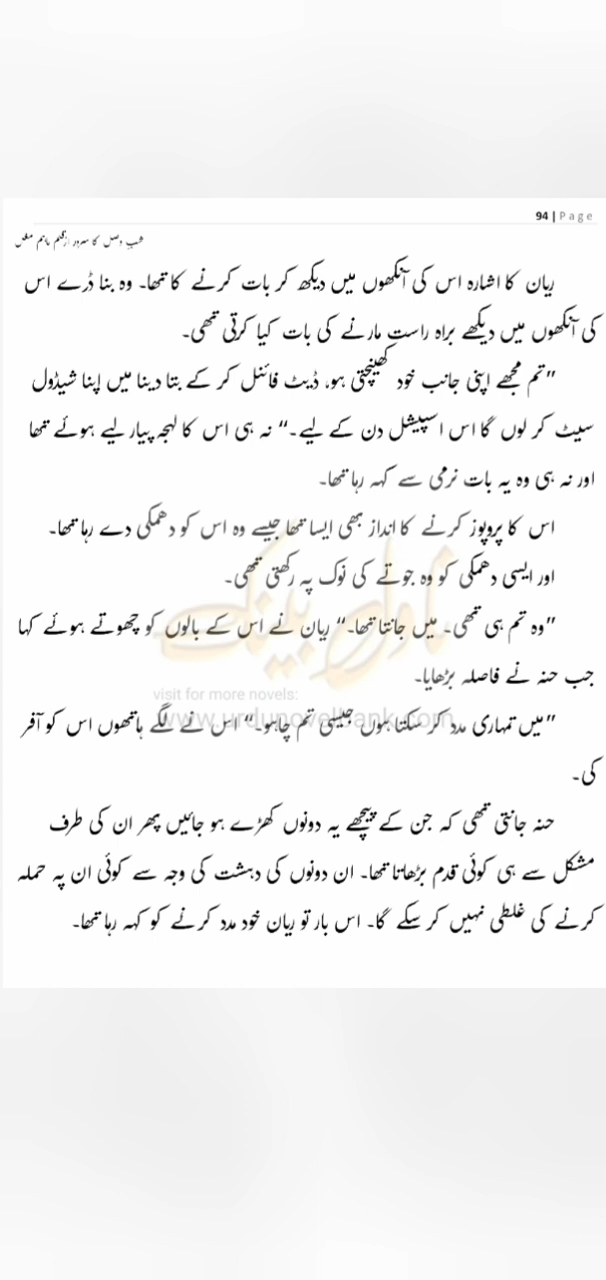 94 | Page
شبِ وصل کا سرور از قلم ماہم مغل
ریان کا اشارہ اس کی آنکھوں میں دیکھ کر بات کرنے کا تھا۔ وہ بنا ڈرے اس
کی آنکھوں میں دیکھے براہ راست مارنے کی بات کیا کرتی تھی۔
"تم مجھے اپنی جانب خود کھینچتی ہو، ڈیٹ فائنل کر کے بتا دینا میں اپنا شیڈول
سیٹ کر لوں گا اس اسپیشل دن کے لیے۔" نہ ہی اس کا لہجہ پیار لیے ہوئے تھا
اور نہ ہی وہ یہ بات نرمی سے کہہ رہا تھا۔
اس کا پروپوز کرنے کا انداز بھی ایسا تھا جیسے وہ اس کو دھمکی دے رہا تھا۔
اور ایسی دھمکی کو وہ جوتے کی نوک پہ رکھتی تھی۔
"وہ تم ہی تھی۔ میں جانتا تھا۔" ریان نے اس کے بالوں کو چھوتے ہوئے کہا
جب حنہ نے فاصلہ بڑھایا۔
visit for more novels:
www.urdunovelbank.com
"میں تمہاری مدد کر سکتا ہوں جیسی تم چاہو۔" اس نے لگے ہاتھوں اس کو آفر
کی۔
حنہ جانتی تھی کہ جن کے پیچھے یہ دونوں کھڑے ہو جائیں پھر ان کی طرف
مشکل سے ہی کوئی قدم بڑھاتا تھا۔ ان دونوں کی دہشت کی وجہ سے کوئی ان پہ حملہ
کرنے کی غلطی نہیں کر سکے گا۔ اس بار تو ریان خود مدد کرنے کو کہہ رہا تھا۔
ناول بینک